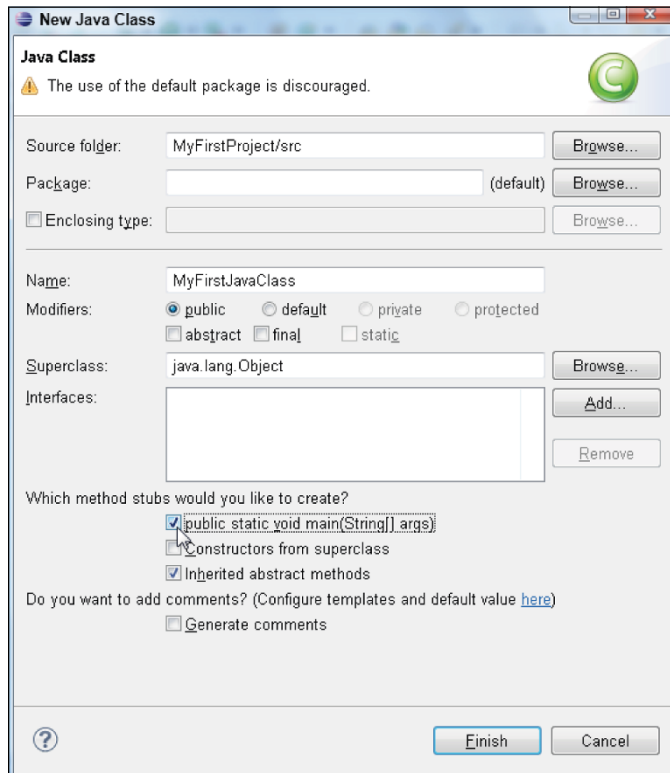 New Java Class
Java Class
The use of the default package is discouraged.
Source folder: MyFirstProject/src Browse...
Package: (default) Browse...
Enclosing type: Browse...
Name: MyFirstJavaClass
Modifiers: public default private protected
abstract final static
Superclass: java.lang.Object Browse...
Interfaces: Add...
Remove
Which method stubs would you like to create?
public static void main(String[] args)
Constructors from superclass
Inherited abstract methods
Do you want to add comments? (Configure templates and default value here)
Generate comments
? Finish Cancel